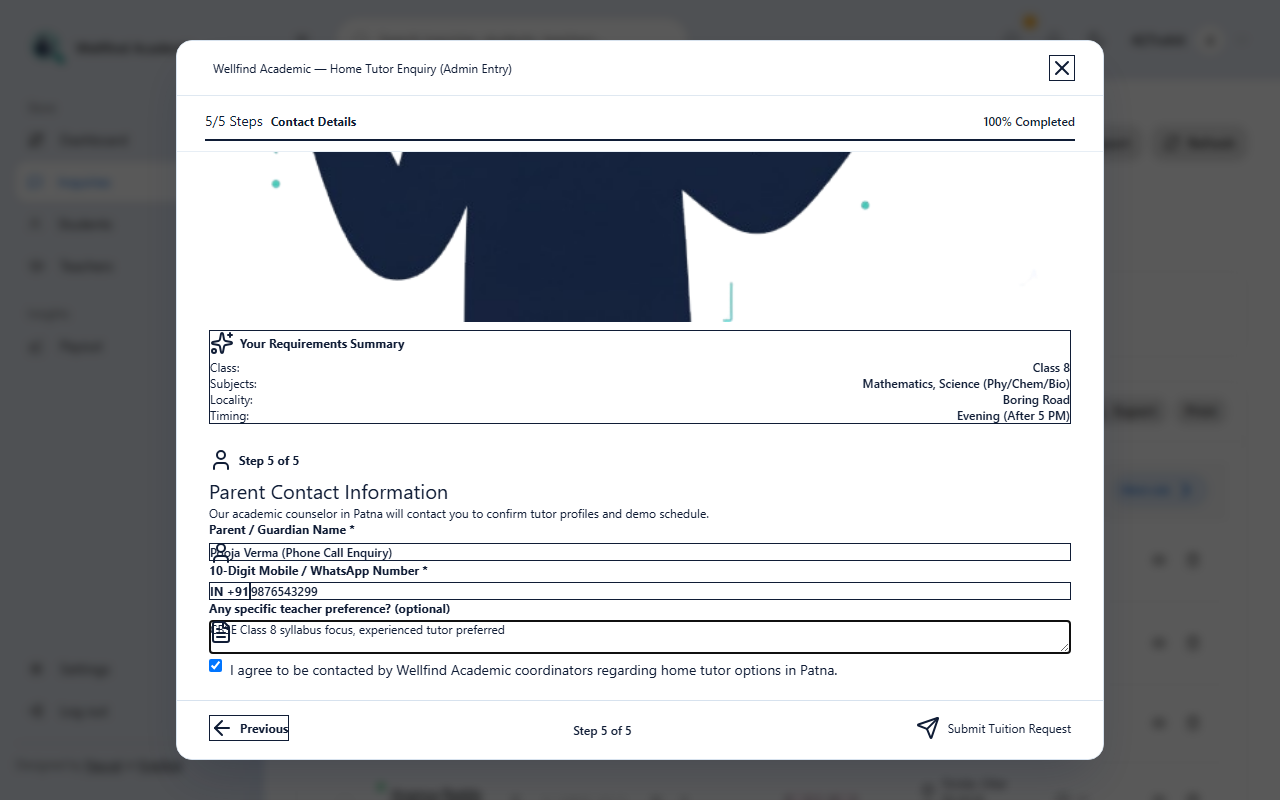 Wellfind Academic — Home Tutor Enquiry (Admin Entry)
5/5 Steps Contact Details
100% Completed
Your Requirements Summary
Class: Class 8
Subjects: Mathematics, Science (Phy/Chem/Bio)
Locality: Boring Road
Timing: Evening (After 5 PM)
Step 5 of 5
Parent Contact Information
Our academic counselor in Patna will contact you to confirm tutor profiles and demo schedule.
Parent / Guardian Name *
Pooja Verma (Phone Call Enquiry)
10-Digit Mobile / WhatsApp Number *
IN +91 9876543299
Any specific teacher preference? (optional)
Class 8 syllabus focus, experienced tutor preferred
I agree to be contacted by Wellfind Academic coordinators regarding home tutor options in Patna.
Previous
Step 5 of 5
Submit Tuition Request